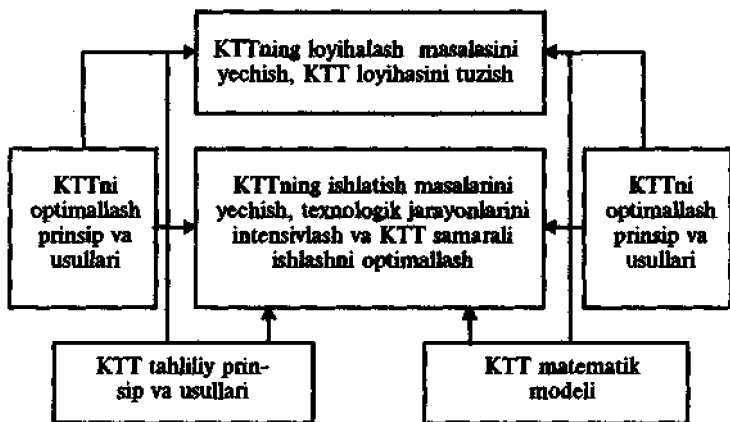 KTTning loyihalash masalasini
yechish, KTT loyihasini tuzish
KTTni
optimallash
prinsip va
usullari
KTTning ishlatish masalarini
yechish, texnologik jarayonlarini
intensivlash va KTT samarali
ishlashni optimallash
KTTni
optimallash
prinsip va
usullari
KTT tahliliy prin-
sip va usullari
KTT matematik
modeli